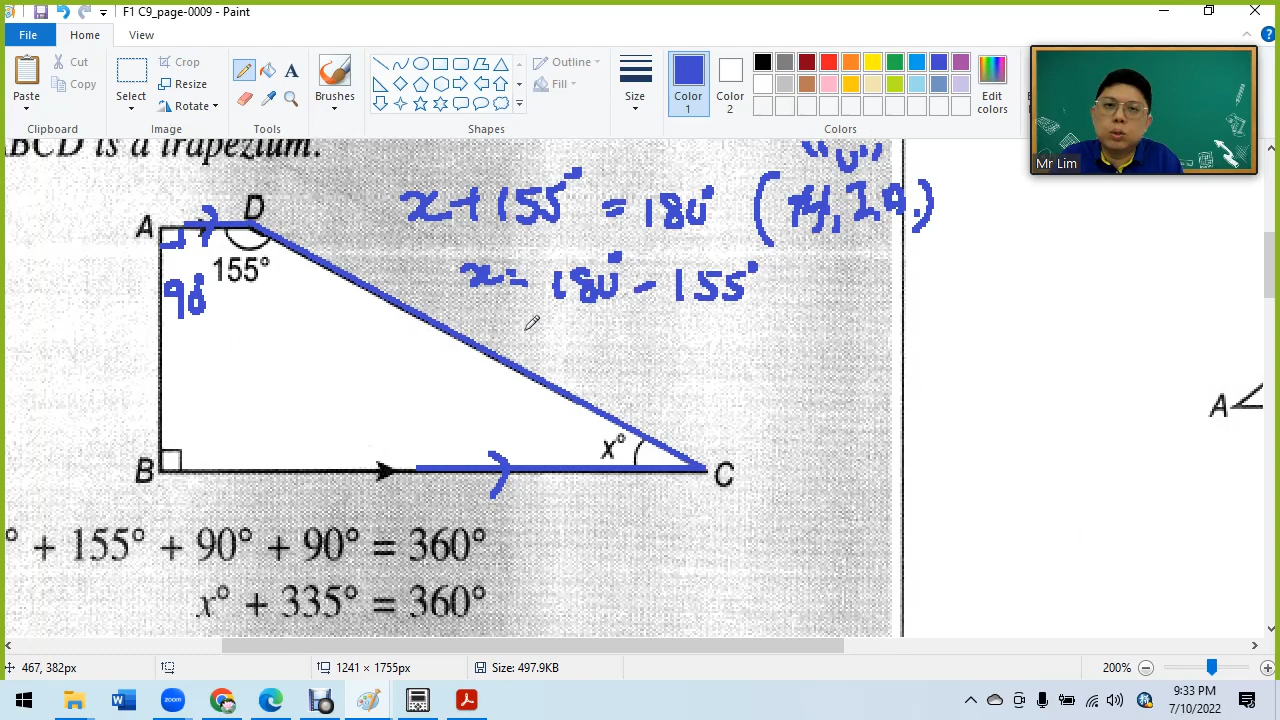 F1 C9_page-0009 - Paint
File Home View
Paste Cut Copy Clipboard
Select Crop Resize Rotate Image
A Tools
Brushes
Outline Fill Shapes
Size
Color 1 Color 2 Edit colors Colors
Mr Lim
ABCD is a trapezium.
x + 155° = 180°
x = 180° - 155°
A D
155°
90°
x°
B C
A
° + 155° + 90° + 90° = 360°
x° + 335° = 360°
467, 382px 1241 × 1755px Size: 497.9KB 200%
zoom
9:33 PM
7/10/2022